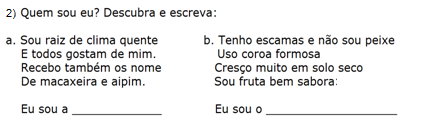 2) Quem sou eu? Descubra e escreva:
a. Sou raiz de clima quente
E todos gostam de mim.
Recebo também os nome
De macaxeira e aipim.
Eu sou a ______________
b. Tenho escamas e não sou peixe
Uso coroa formosa
Cresço muito em solo seco
Sou fruta bem sabora:
Eu sou o ____________________